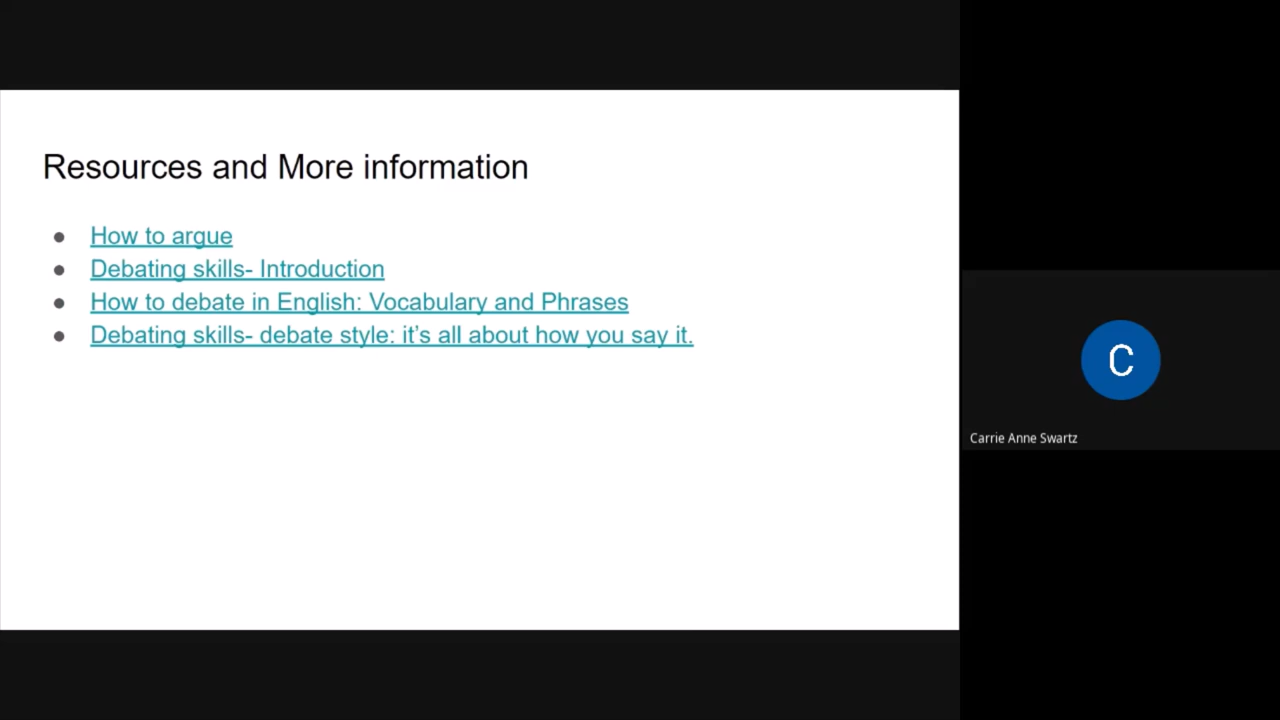 Resources and More information
● How to argue
● Debating skills- Introduction
● How to debate in English: Vocabulary and Phrases
● Debating skills- debate style: it’s all about how you say it.
C
Carrie Anne Swartz